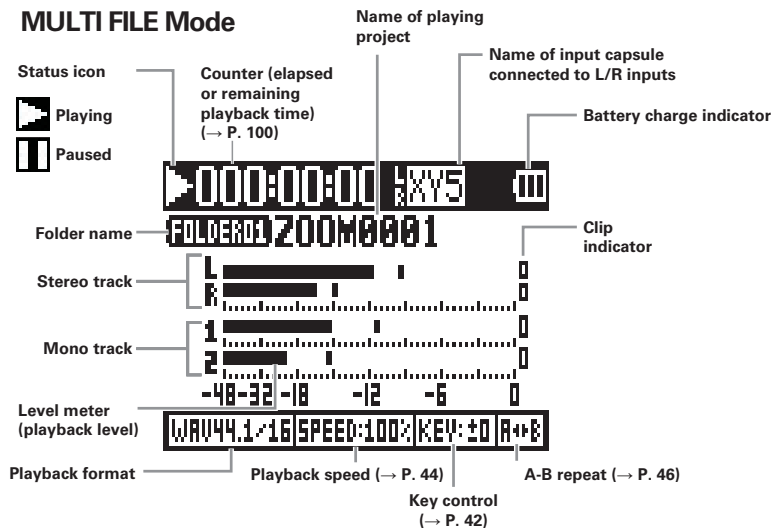 MULTI FILE Mode
Name of playing
project
Status icon
Counter (elapsed
or remaining
playback time)
(→ P. 100)
Name of input capsule
connected to L/R inputs
Playing
Paused
Battery charge indicator
000:00:00 L R XY5
Folder name
FOLDER01 ZOOM0001
Clip
indicator
Stereo track
L 0
R 0
Mono track
1 0
2 0
-48 -32 -18 -12 -6 0
Level meter
(playback level)
WAV44.1/16 SPEED:100% KEY:±0 A↔B
Playback format
Playback speed (→ P. 44)
A-B repeat (→ P. 46)
Key control
(→ P. 42)